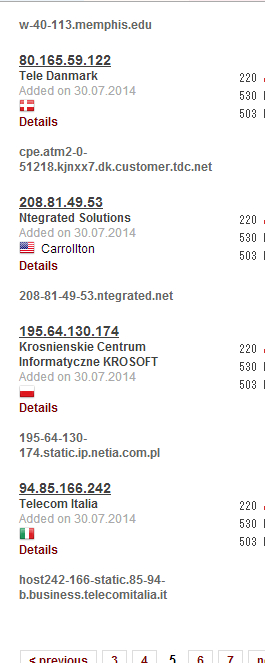 w-40-113.memphis.edu
80.165.59.122
Tele Danmark
Added on 30.07.2014
Details
220
530
503
cpe.atm2-0-
51218.kjnxx7.dk.customer.tdc.net
208.81.49.53
Ntegrated Solutions
Added on 30.07.2014
Carrollton
Details
220
530
503
208-81-49-53.ntegrated.net
195.64.130.174
Krosnienskie Centrum
Informatyczne KROSOFT
Added on 30.07.2014
Details
220
530
503
195-64-130-
174.static.ip.netia.com.pl
94.85.166.242
Telecom Italia
Added on 30.07.2014
Details
220
530
503
host242-166-static.85-94-
b.business.telecomitalia.it
< previous 3 4 5 6 7